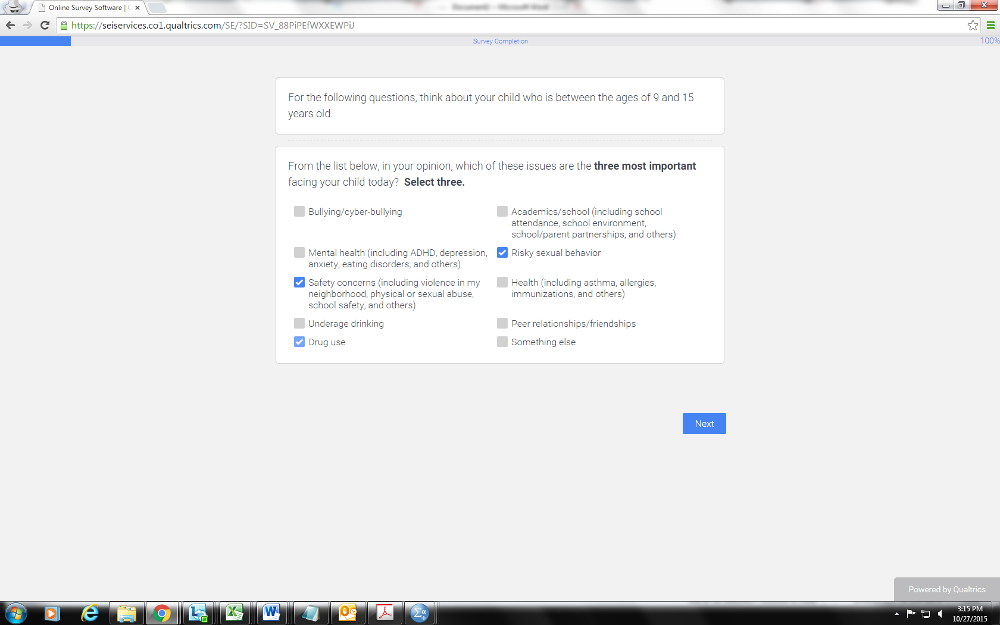 Online Survey Software |
https://seiservices.co1.qualtrics.com/SE/?SID=SV_88PiPEfWXXEWPiJ
Survey Completion
100%
For the following questions, think about your child who is between the ages of 9 and 15
years old.
From the list below, in your opinion, which of these issues are the three most important
facing your child today? Select three.
Bullying/cyber-bullying
Academics/school (including school
attendance, school environment,
school/parent partnerships, and others)
Mental health (including ADHD, depression,
anxiety, eating disorders, and others)
Risky sexual behavior
Safety concerns (including violence in my
neighborhood, physical or sexual abuse,
school safety, and others)
Health (including asthma, allergies,
immunizations, and others)
Underage drinking
Peer relationships/friendships
Drug use
Something else
Next
Powered by Qualtrics
3:15 PM
10/27/2015